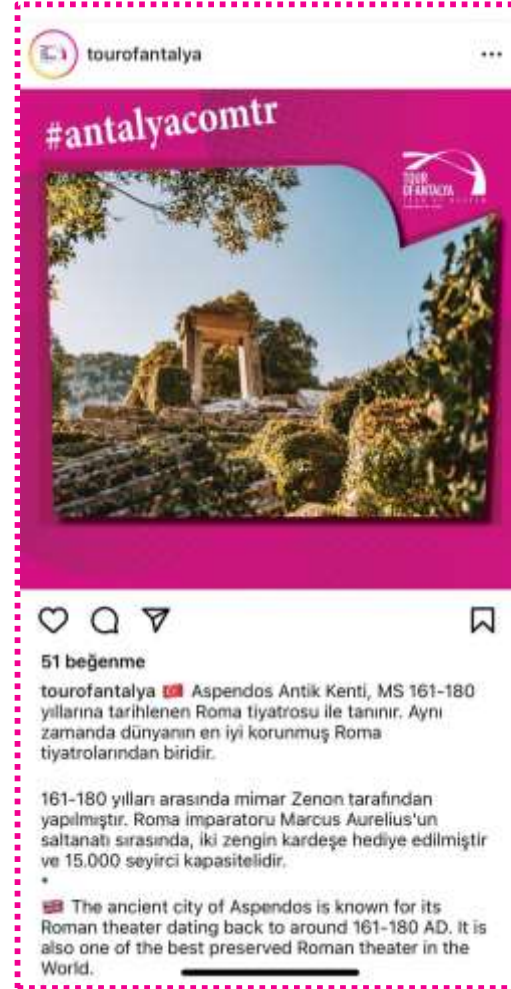 tourofantalya
#antalyacomtr
TOUR
OF ANTALYA
51 beğenme
tourofantalya 🇹🇷 Aspendos Antik Kenti, MS 161-180
yıllarına tarihlenen Roma tiyatrosu ile tanınır. Aynı
zamanda dünyanın en iyi korunmuş Roma
tiyatrolarından biridir.
161-180 yılları arasında mimar Zenon tarafından
yapılmıştır. Roma imparatoru Marcus Aurelius'un
saltanatı sırasında, iki zengin kardeşe hediye edilmiştir
ve 15.000 seyirci kapasitelidir.
*
🇬🇧 The ancient city of Aspendos is known for its
Roman theater dating back to around 161-180 AD. It is
also one of the best preserved Roman theater in the
World.